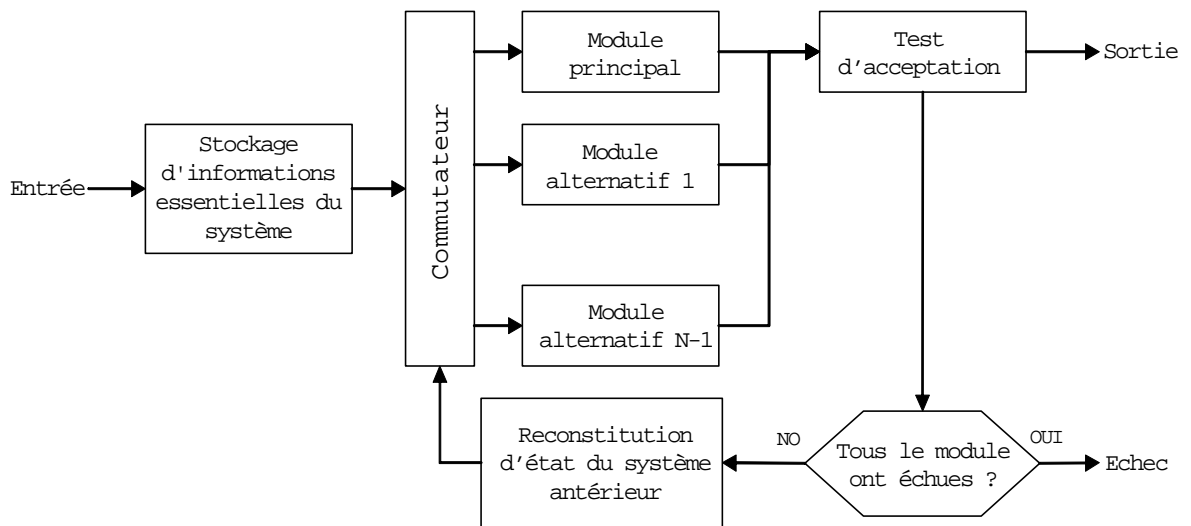 Module
principal
Test
d'acceptation
Sortie
Commutateur
Stockage
d'informations
essentielles du
système
Entrée
Module
alternatif 1
Module
alternatif N-1
Reconstitution
d'état du système
antérieur
NO
Tous le module
ont échues ?
OUI
Echec